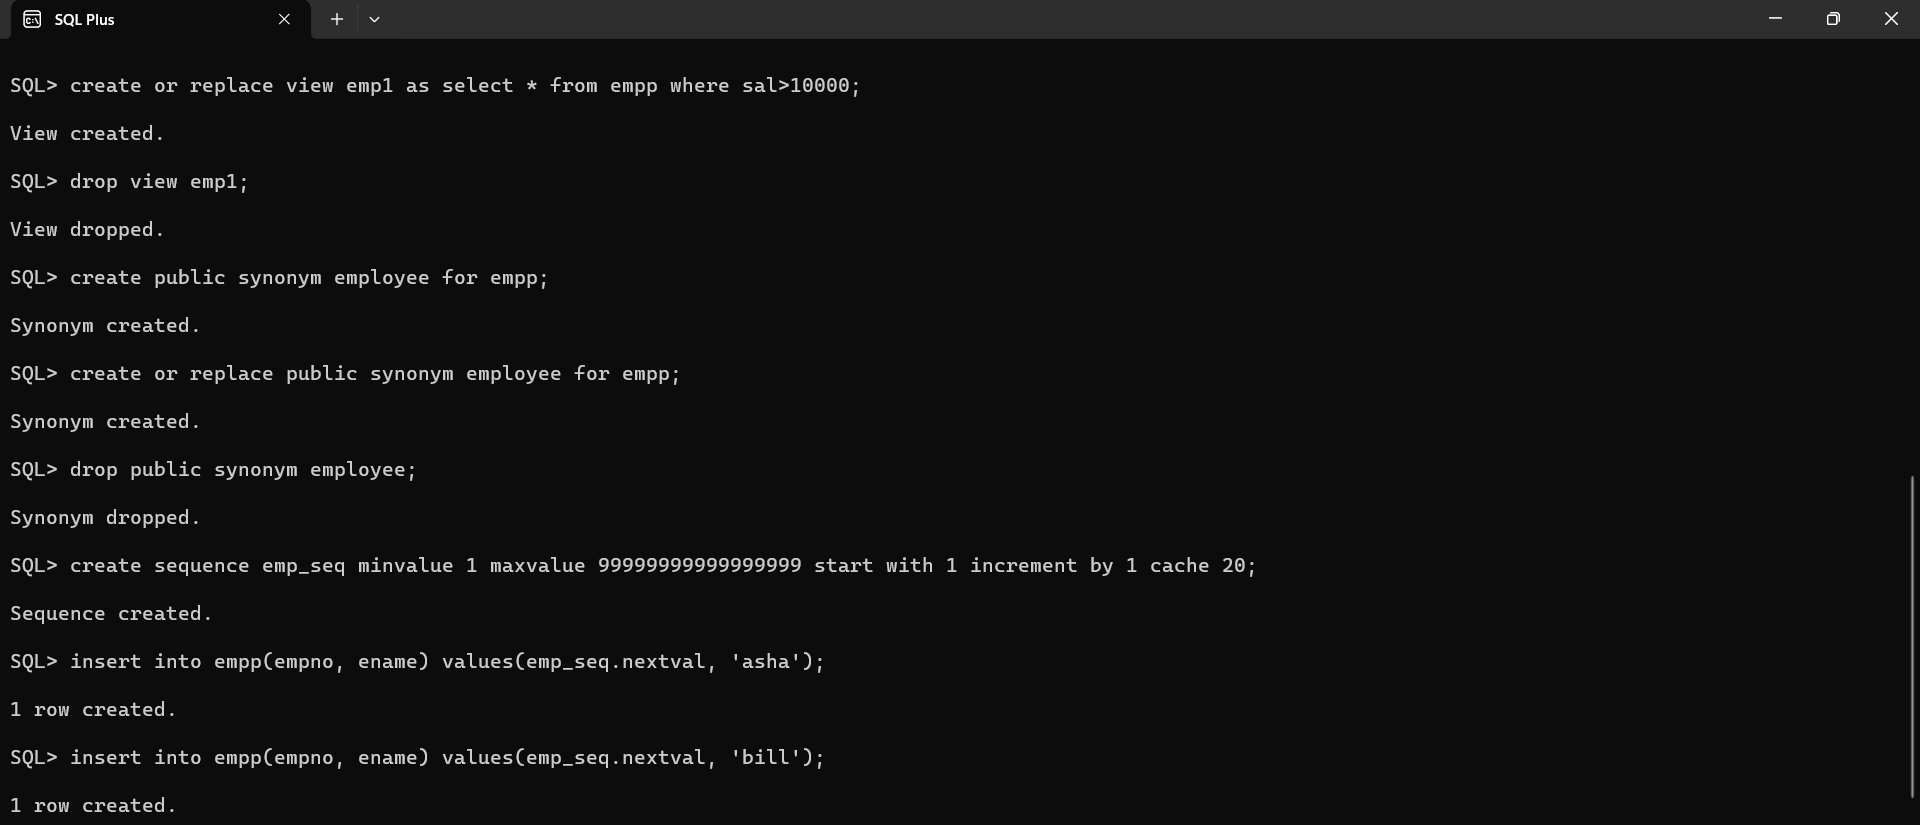 SQL Plus
SQL> create or replace view emp1 as select * from empp where sal>10000;
View created.
SQL> drop view emp1;
View dropped.
SQL> create public synonym employee for empp;
Synonym created.
SQL> create or replace public synonym employee for empp;
Synonym created.
SQL> drop public synonym employee;
Synonym dropped.
SQL> create sequence emp_seq minvalue 1 maxvalue 99999999999999999 start with 1 increment by 1 cache 20;
Sequence created.
SQL> insert into empp(empno, ename) values(emp_seq.nextval, 'asha');
1 row created.
SQL> insert into empp(empno, ename) values(emp_seq.nextval, 'bill');
1 row created.